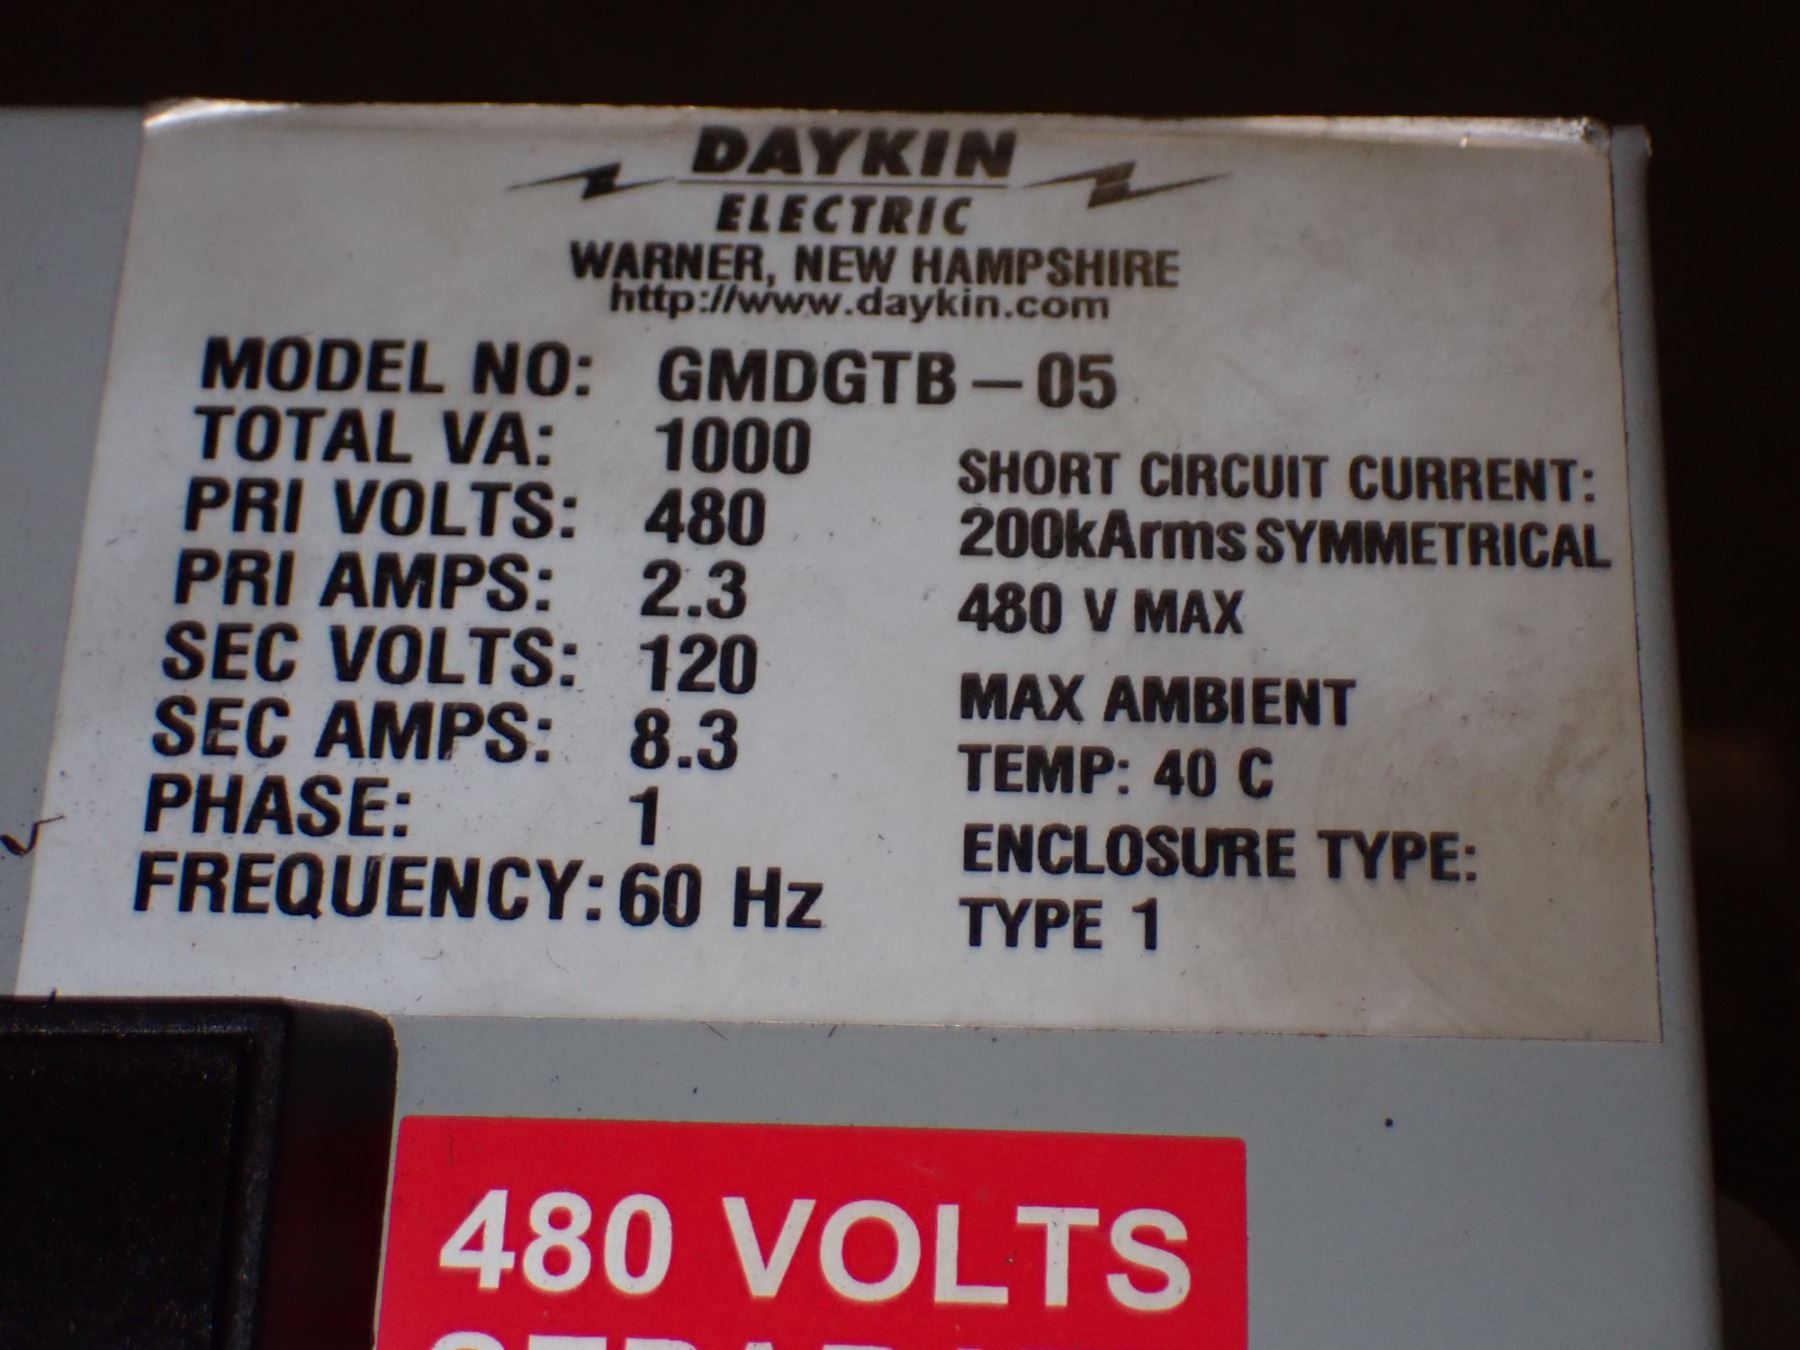 DAYKIN
ELECTRIC
WARNER, NEW HAMPSHIRE
http://www.daykin.com
MODEL NO: GMDGTB – 05
TOTAL VA: 1000
PRI VOLTS: 480
PRI AMPS: 2.3
SEC VOLTS: 120
SEC AMPS: 8.3
PHASE: 1
FREQUENCY: 60 Hz
SHORT CIRCUIT CURRENT:
200kArms SYMMETRICAL
480 V MAX
MAX AMBIENT
TEMP: 40 C
ENCLOSURE TYPE:
TYPE 1
480 VOLTS